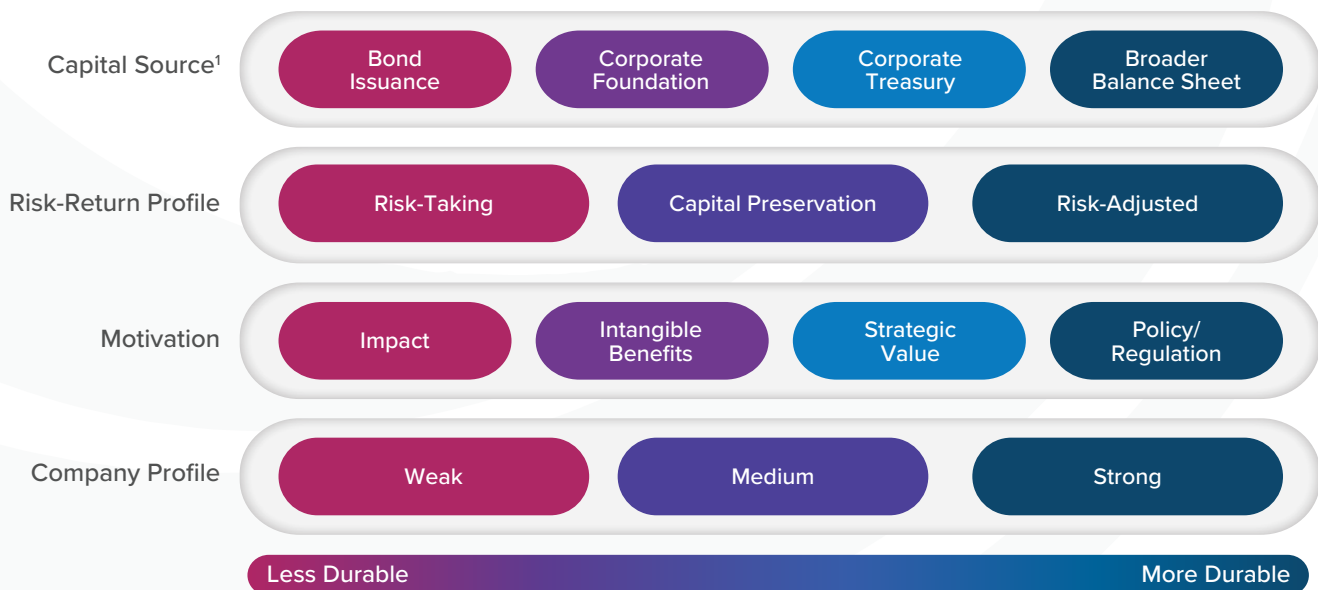 Capital Source¹
Bond
Issuance
Corporate
Foundation
Corporate
Treasury
Broader
Balance Sheet
Risk-Return Profile
Risk-Taking
Capital Preservation
Risk-Adjusted
Motivation
Impact
Intangible
Benefits
Strategic
Value
Policy/
Regulation
Company Profile
Weak
Medium
Strong
Less Durable
More Durable